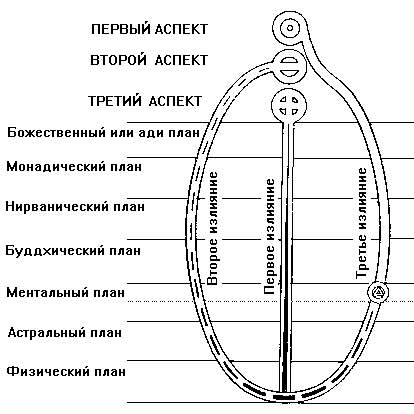 ПЕРВЫЙ АСПЕКТ
ВТОРОЙ АСПЕКТ
ТРЕТИЙ АСПЕКТ
Божественный или ади план
Монадический план
Нирванический план
Буддхический план
Ментальный план
Астральный план
Физический план
Второе излияние
Первое излияние
Третье излияние